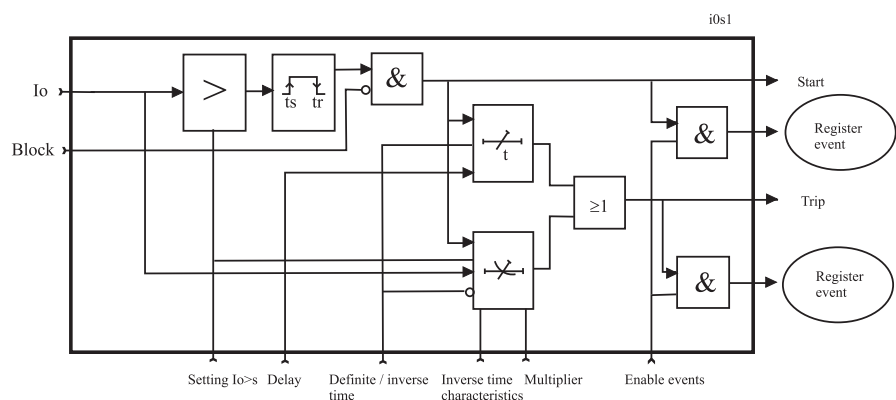 i0s1
Io
>
ts tr
&
Start
Register
event
&
Block
t
≥1
Trip
&
Register
event
Setting Io>s
Delay
Definite / inverse
time
Inverse time
characteristics
Multiplier
Enable events